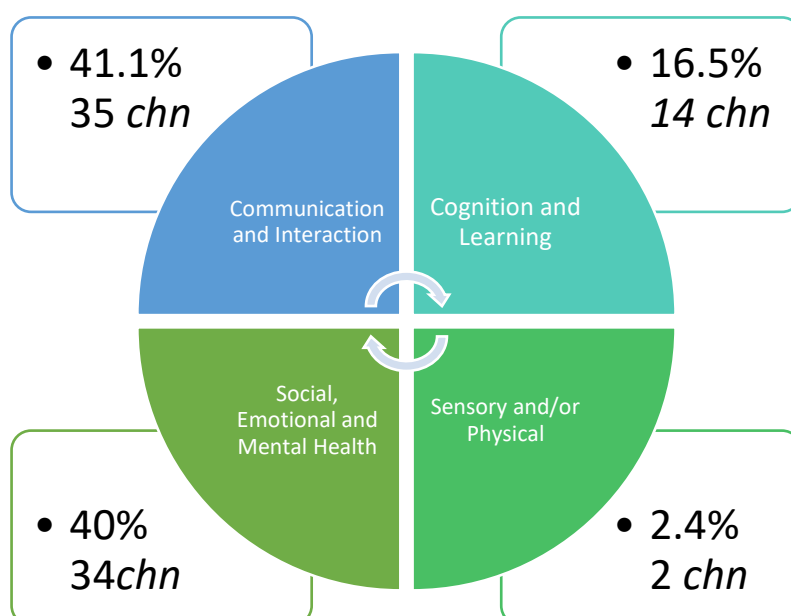 • 41.1%
35 chn
• 16.5%
14 chn
Communication
and Interaction
Cognition and
Learning
Social,
Emotional and
Mental Health
Sensory and/or
Physical
• 40%
34chn
• 2.4%
2 chn